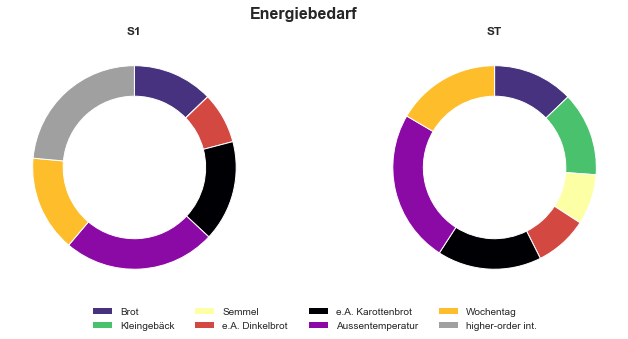 Energiebedarf
S1 ST
Brot Semmel e.A. Karottenbrot Wochentag
Kleingebäck e.A. Dinkelbrot Aussentemperatur higher-order int.